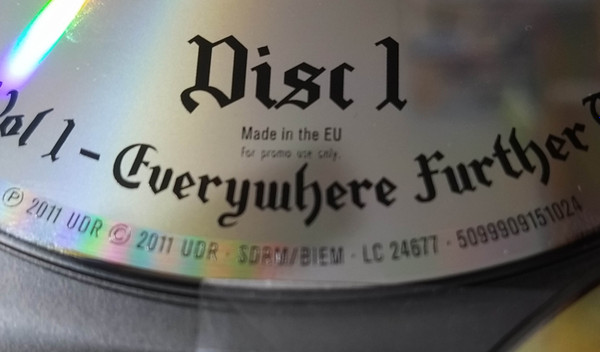 Disc 1
Made in the EU
For promo use only.
Vol 1 - Everywhere Further
℗ 2011 UDR © 2011 UDR · SDRM/BIEM · LC 24677 · 5099909151024